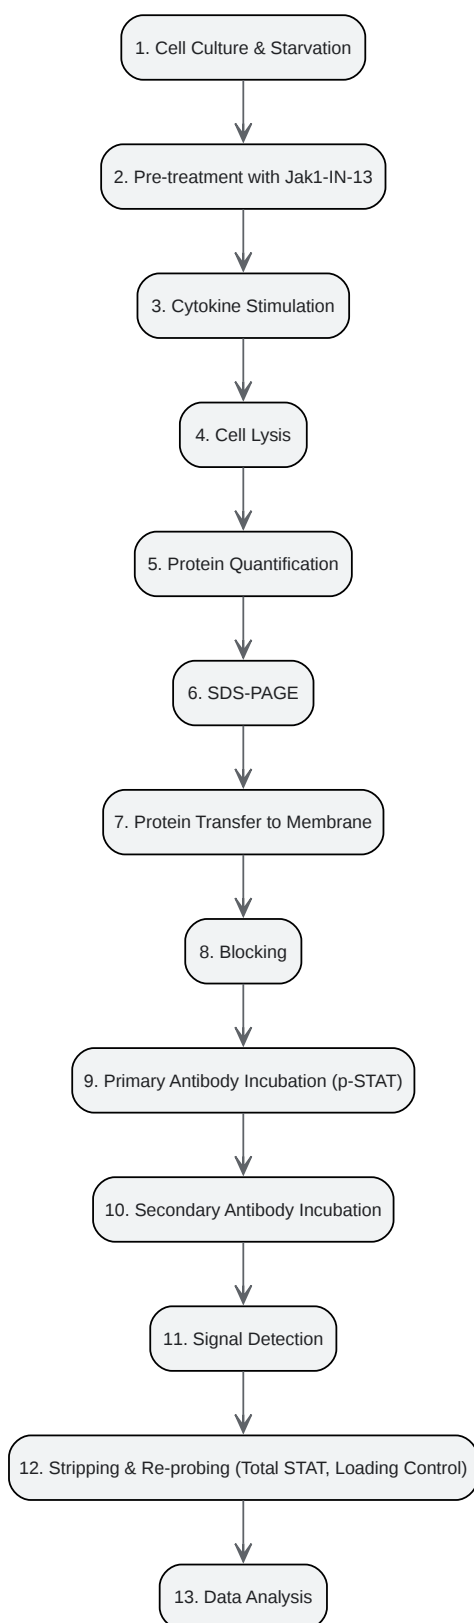 1. Cell Culture & Starvation
2. Pre-treatment with Jak1-IN-13
3. Cytokine Stimulation
4. Cell Lysis
5. Protein Quantification
6. SDS-PAGE
7. Protein Transfer to Membrane
8. Blocking
9. Primary Antibody Incubation (p-STAT)
10. Secondary Antibody Incubation
11. Signal Detection
12. Stripping & Re-probing (Total STAT, Loading Control)
13. Data Analysis